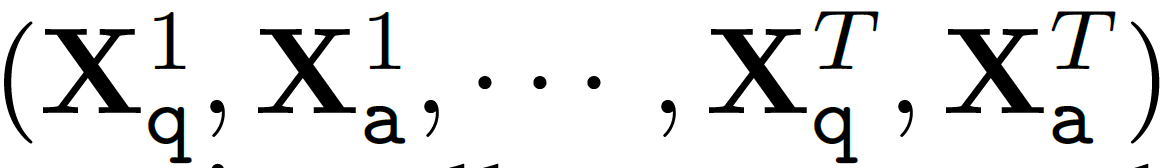 (𝐗_𝚚^1, 𝐗_𝚊^1, ⋯ , 𝐗_𝚚^T, 𝐗_𝚊^T)